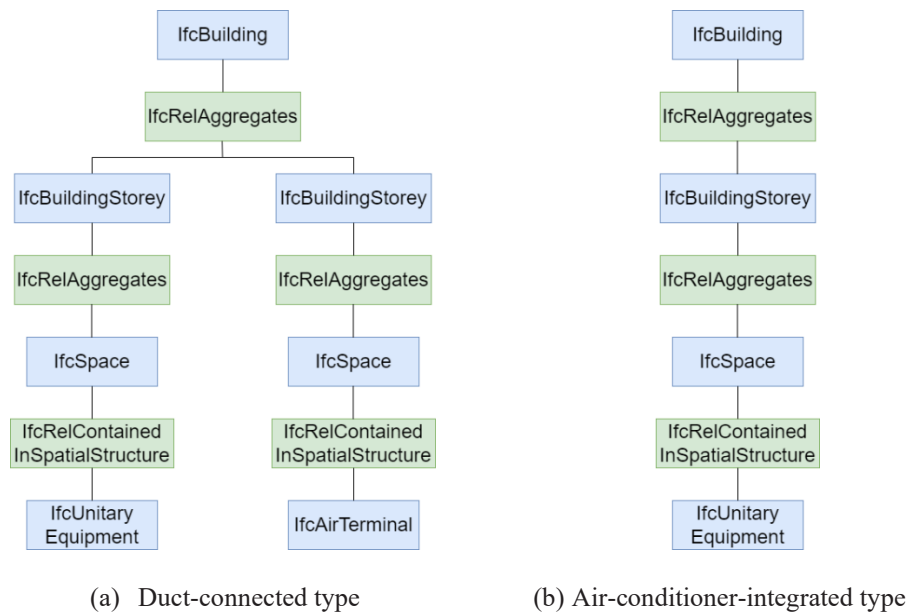 IfcBuilding
IfcRelAggregates
IfcBuildingStorey
IfcBuildingStorey
IfcRelAggregates
IfcRelAggregates
IfcSpace
IfcSpace
IfcRelContained
InSpatialStructure
IfcRelContained
InSpatialStructure
IfcUnitary
Equipment
IfcAirTerminal
(a) Duct-connected type
IfcBuilding
IfcRelAggregates
IfcBuildingStorey
IfcRelAggregates
IfcSpace
IfcRelContained
InSpatialStructure
IfcUnitary
Equipment
(b) Air-conditioner-integrated type